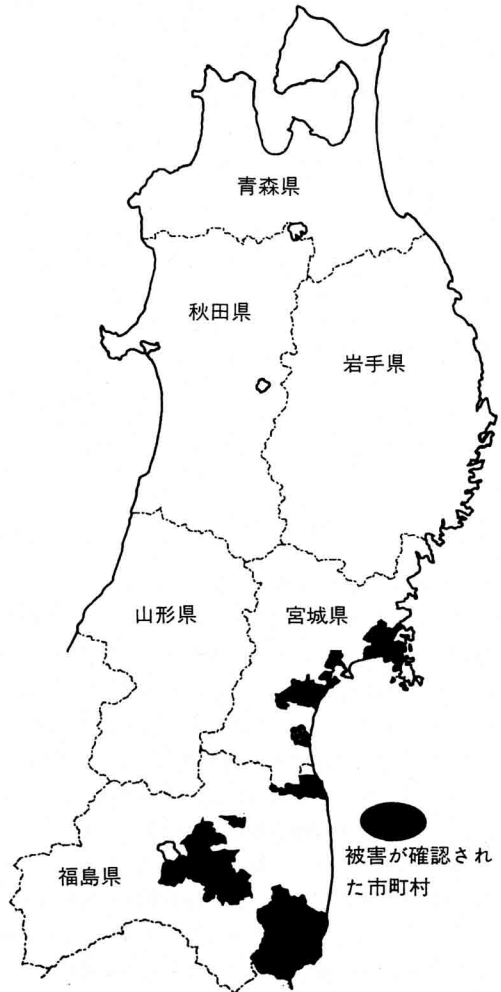 青森県
秋田県
岩手県
山形県
宮城県
福島県
被害が確認され
た市町村